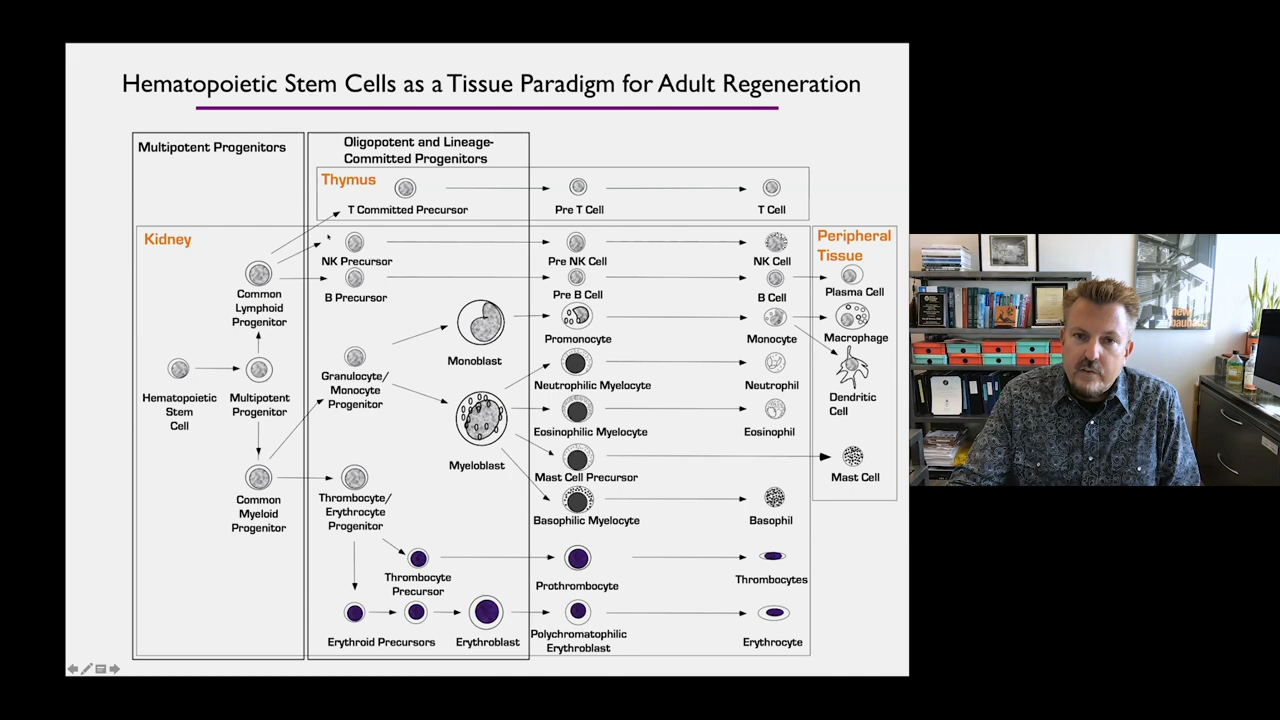 Hematopoietic Stem Cells as a Tissue Paradigm for Adult Regeneration
Multipotent Progenitors
Oligopotent and Lineage-
Committed Progenitors
Thymus
T Committed Precursor
Pre T Cell
T Cell
Kidney
Peripheral
Tissue
NK Precursor
Pre NK Cell
NK Cell
B Precursor
Pre B Cell
B Cell
Plasma Cell
Common
Lymphoid
Progenitor
Monoblast
Promonocyte
Monocyte
Macrophage
Granulocyte/
Monocyte
Progenitor
Neutrophilic Myelocyte
Neutrophil
Dendritic
Cell
Hematopoietic
Stem
Cell
Multipotent
Progenitor
Eosinophilic Myelocyte
Eosinophil
Myeloblast
Mast Cell Precursor
Mast Cell
Common
Myeloid
Progenitor
Thrombocyte/
Erythrocyte
Progenitor
Basophilic Myelocyte
Basophil
Thrombocyte
Precursor
Prothrombocyte
Thrombocytes
Erythroid Precursors
Erythroblast
Polychromatophilic
Erythroblast
Erythrocyte
new
bauhaus